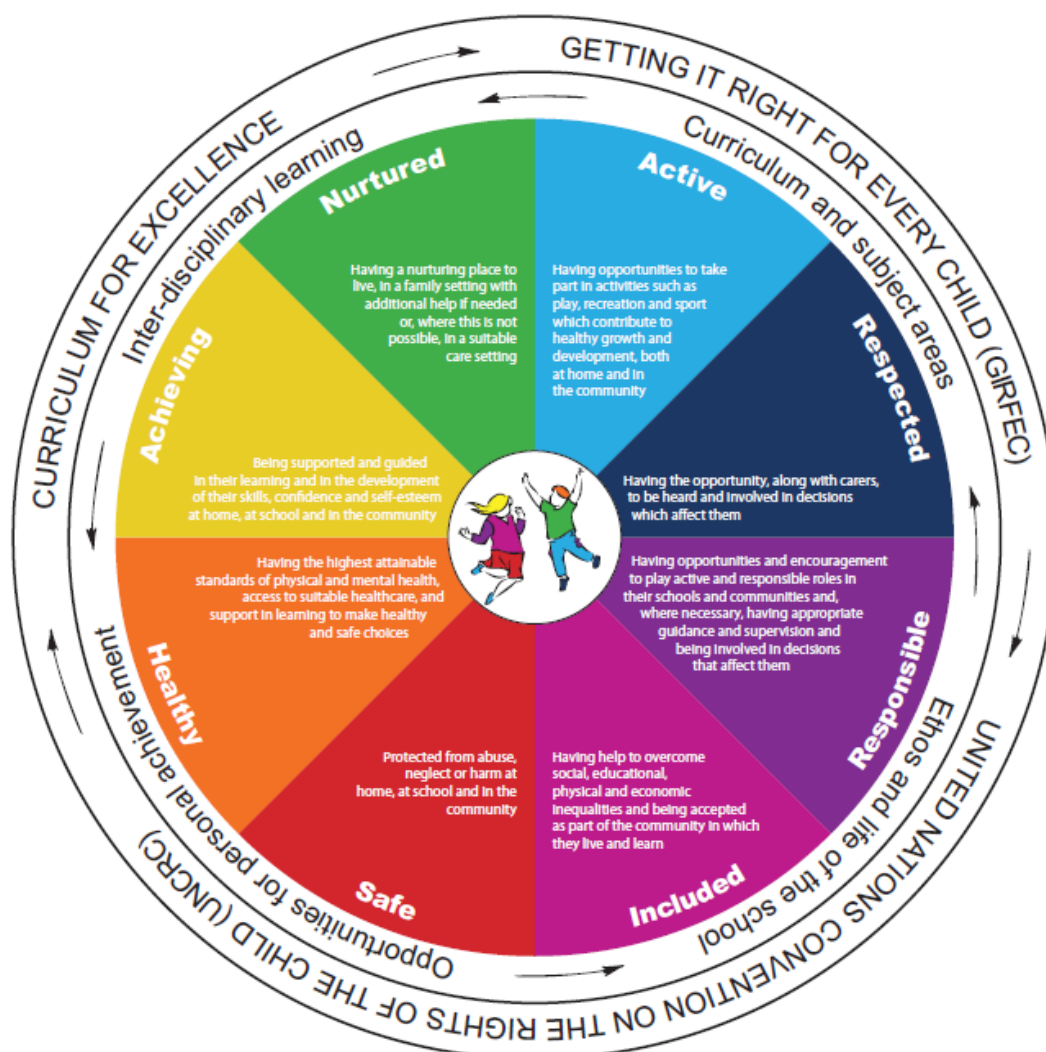 CURRICULUM FOR EXCELLENCE
GETTING IT RIGHT FOR EVERY CHILD (GIRFEC)
UNITED NATIONS CONVENTION ON THE RIGHTS OF THE CHILD (UNCRC)
Inter-disciplinary learning
Curriculum and subject areas
Ethos and life of the school
Opportunities for personal achievement
Nurtured
Having a nurturing place to
live, in a family setting with
additional help if needed
or, where this is not
possible, in a suitable
care setting
Active
Having opportunities to take
part in activities such as
play, recreation and sport
which contribute to
healthy growth and
development, both
at home and in
the community
Respected
Having the opportunity, along with carers,
to be heard and involved in decisions
which affect them
Responsible
Having opportunities and encouragement
to play active and responsible roles in
their schools and communities and,
where necessary, having appropriate
guidance and supervision and
being involved in decisions
that affect them
Included
Having help to overcome
social, educational,
physical and economic
inequalities and being accepted
as part of the community in which
they live and learn
Safe
Protected from abuse,
neglect or harm at
home, at school and in the
community
Healthy
Having the highest attainable
standards of physical and mental health,
access to suitable healthcare, and
support in learning to make healthy
and safe choices
Achieving
Being supported and guided
in their learning and in the development
of their skills, confidence and self-esteem
at home, at school and in the community